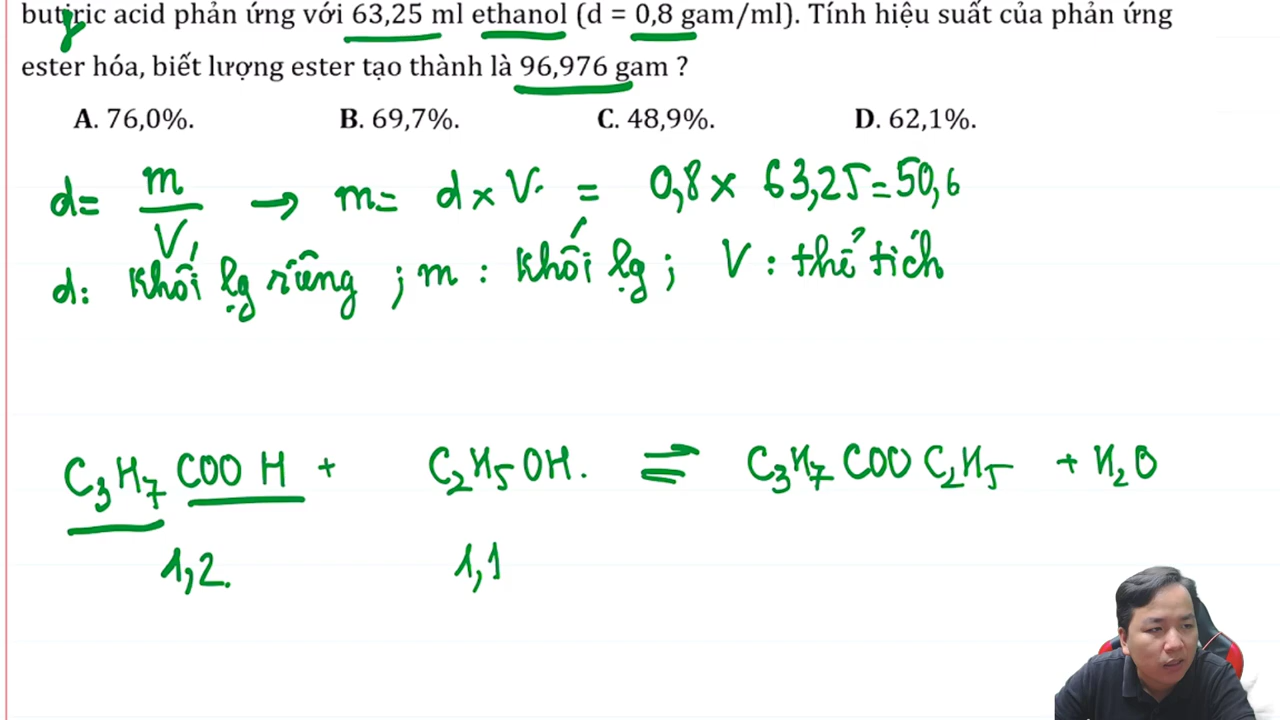 butiric acid phản ứng với 63,25 ml ethanol (d = 0,8 gam/ml). Tính hiệu suất của phản ứng
ester hóa, biết lượng ester tạo thành là 96,976 gam ?
A. 76,0%. B. 69,7%. C. 48,9%. D. 62,1%.
d= m/V → m= d x V. = 0,8 x 63,25=50,6
d: Khối lg riêng ; m : Khối lg ; V : thể tích
C₃H₇COOH + C₂H₅OH. ⇌ C₃H₇COOC₂H₅ + H₂O
1,2. 1,1